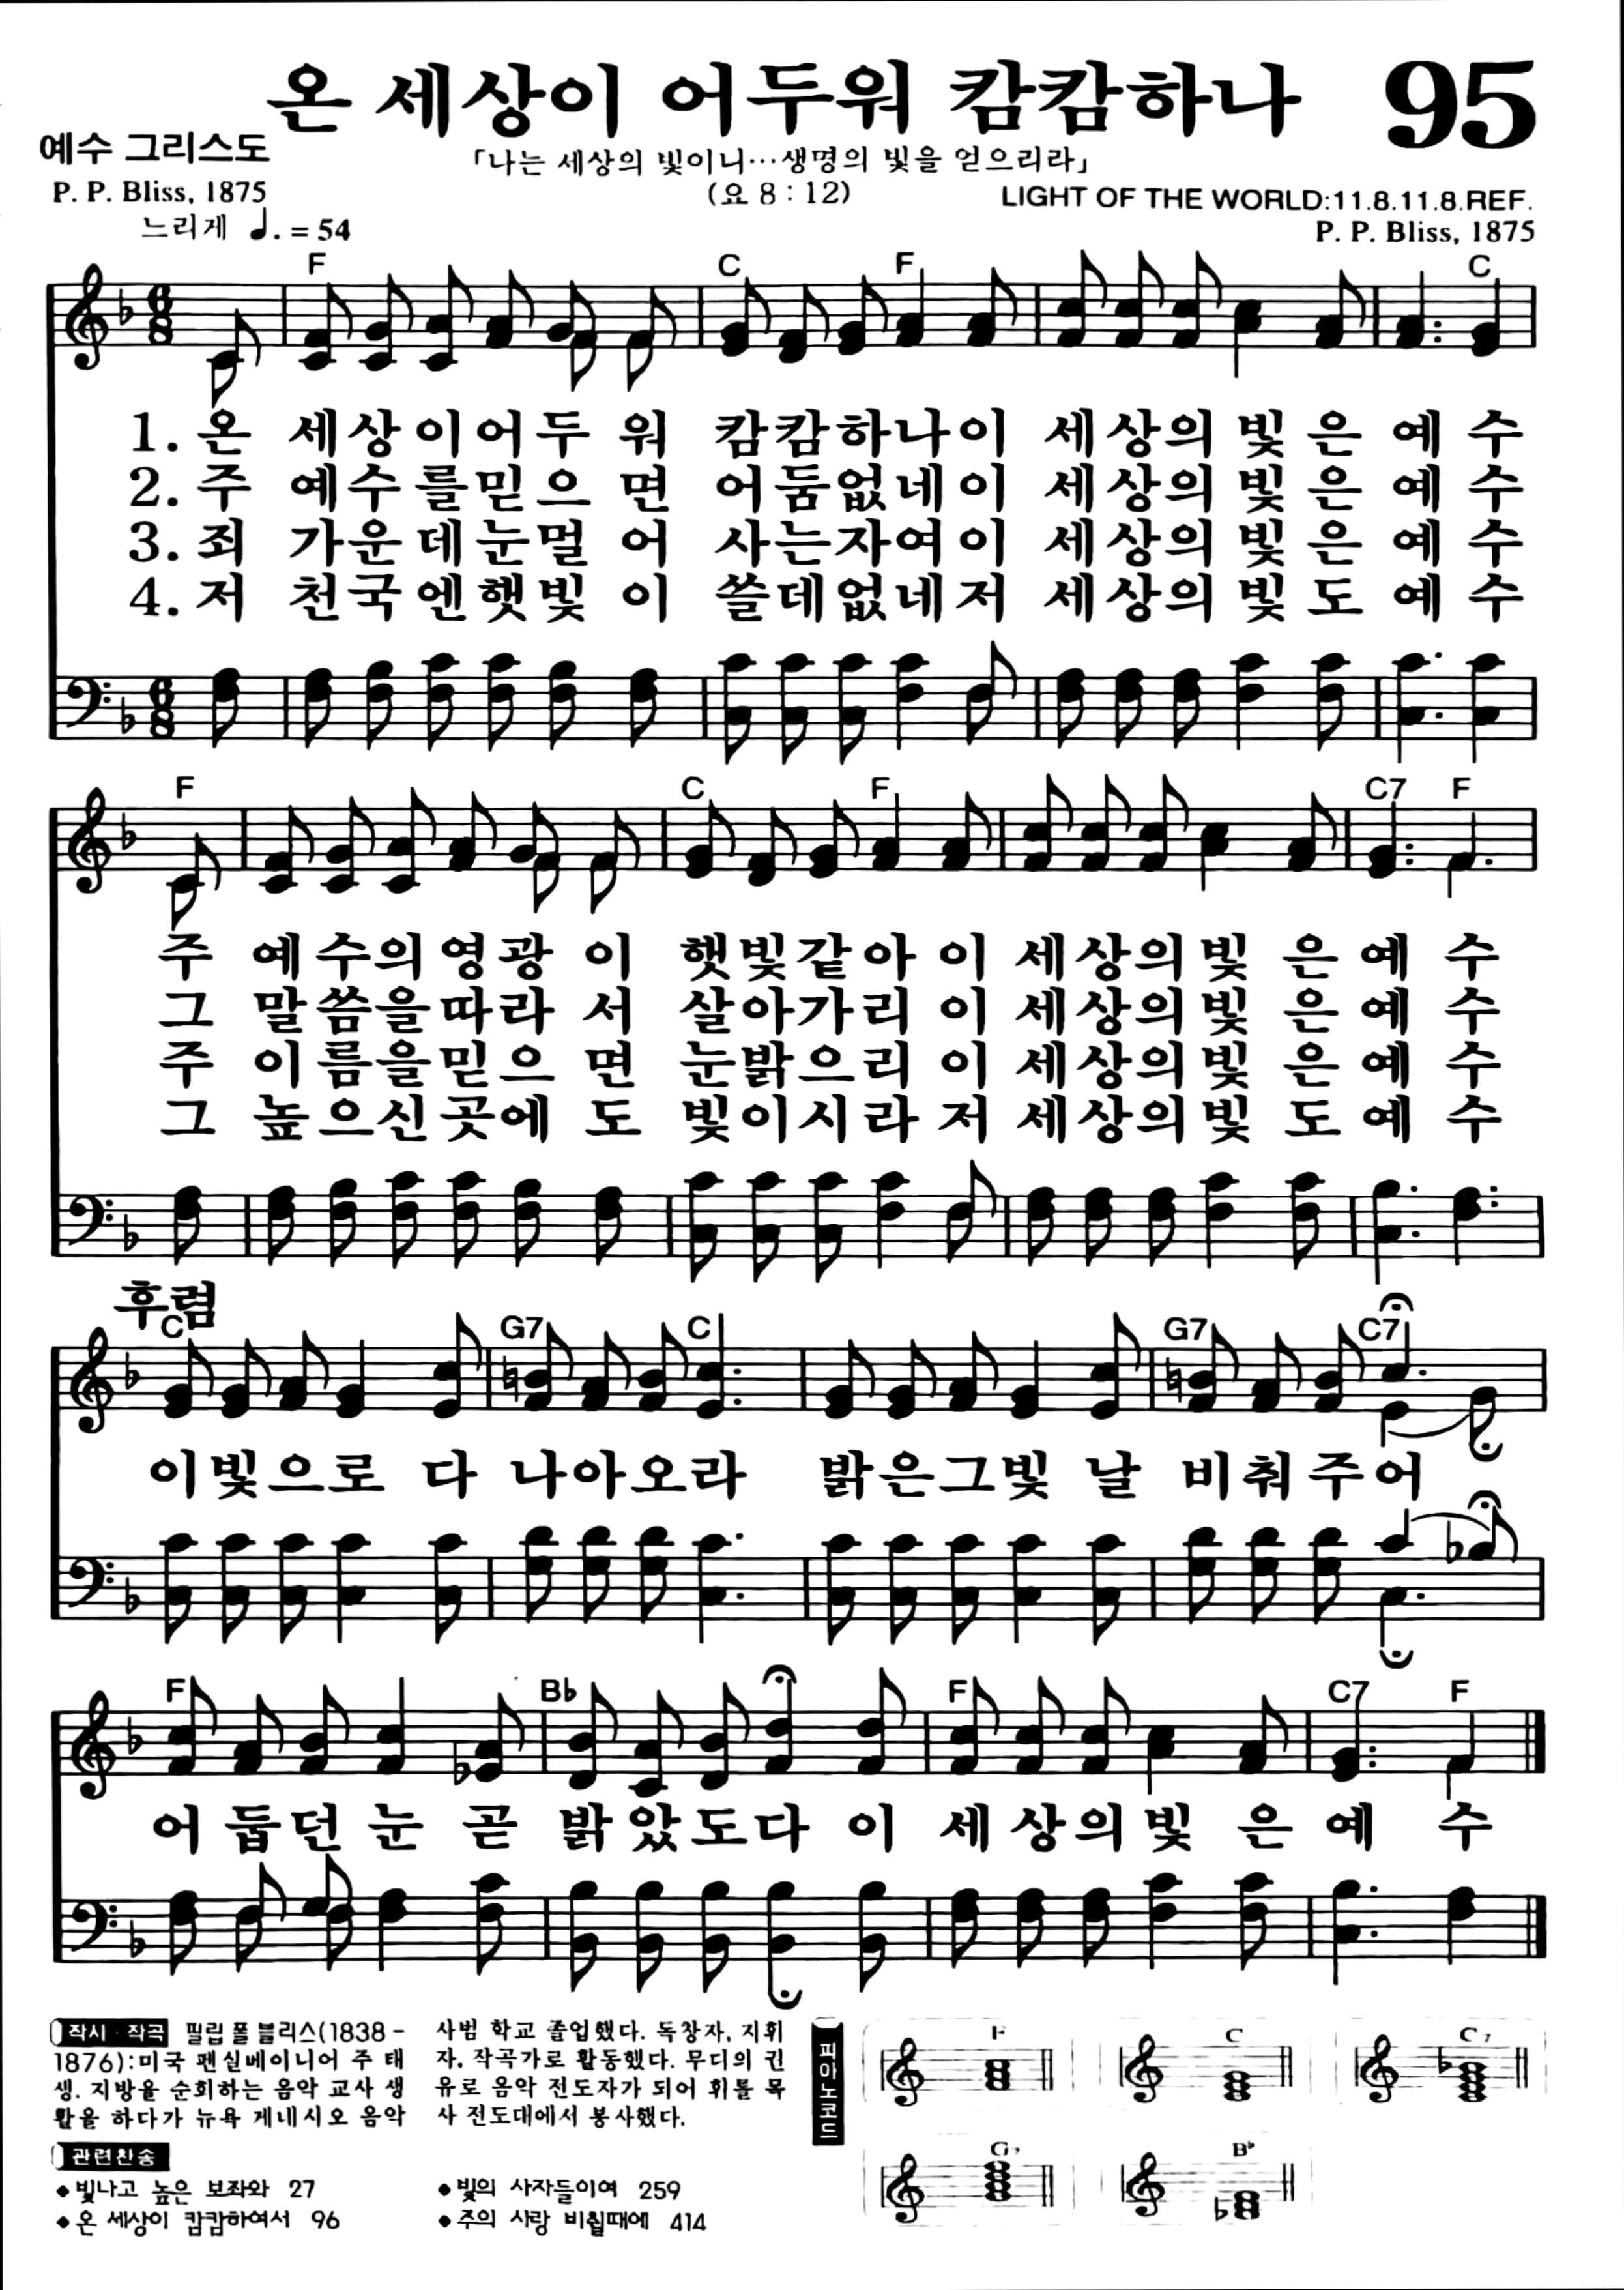 온 세상이 어두워 캄캄하나 95
예수 그리스도
「나는 세상의 빛이니…생명의 빛을 얻으리라」
P. P. Bliss, 1875
(요 8 : 12)
LIGHT OF THE WORLD:11.8.11.8.REF.
느리게 ♩. = 54
P. P. Bliss, 1875
F C F C
1. 온 세상이어두 워 캄캄하나이 세상의 빛 은 예 수
2. 주 예수를믿으 면 어둠없네이 세상의 빛 은 예 수
3. 죄 가운데눈멀 어 사는자여이 세상의 빛 은 예 수
4. 저 천국엔햇빛 이 쓸데없네저 세상의 빛 도 예 수
F C F C7 F
주 예수의영광 이 햇빛같아 이 세상의빛 은 예 수
그 말씀을따라 서 살아가리 이 세상의빛 은 예 수
주 이름을믿으 면 눈밝으리 이 세상의빛 은 예 수
그 높으신곳에 도 빛이시라 저 세상의빛 도 예 수
후렴
C G7 C G7 C7
이빛으로 다 나아오라 밝은그빛 날 비춰주어
F B♭ F C7 F
어 둡던 눈 곧 밝았도다 이 세상의빛 은 예 수
작시 · 작곡 필립 폴 블리스(1838 -
1876):미국 펜실베이니어 주 태
생. 지방을 순회하는 음악 교사 생
활을 하다가 뉴욕 게네시오 음악
사범 학교 졸업했다. 독창자, 지휘
자, 작곡가로 활동했다. 무디의 권
유로 음악 전도자가 되어 휘틀 목
사 전도대에서 봉사했다.
관련찬송
◆빛나고 높은 보좌와 27
◆온 세상이 캄캄하여서 96
◆빛의 사자들이여 259
◆주의 사랑 비췰때에 414
피아노코드
F C C7
G7 B♭